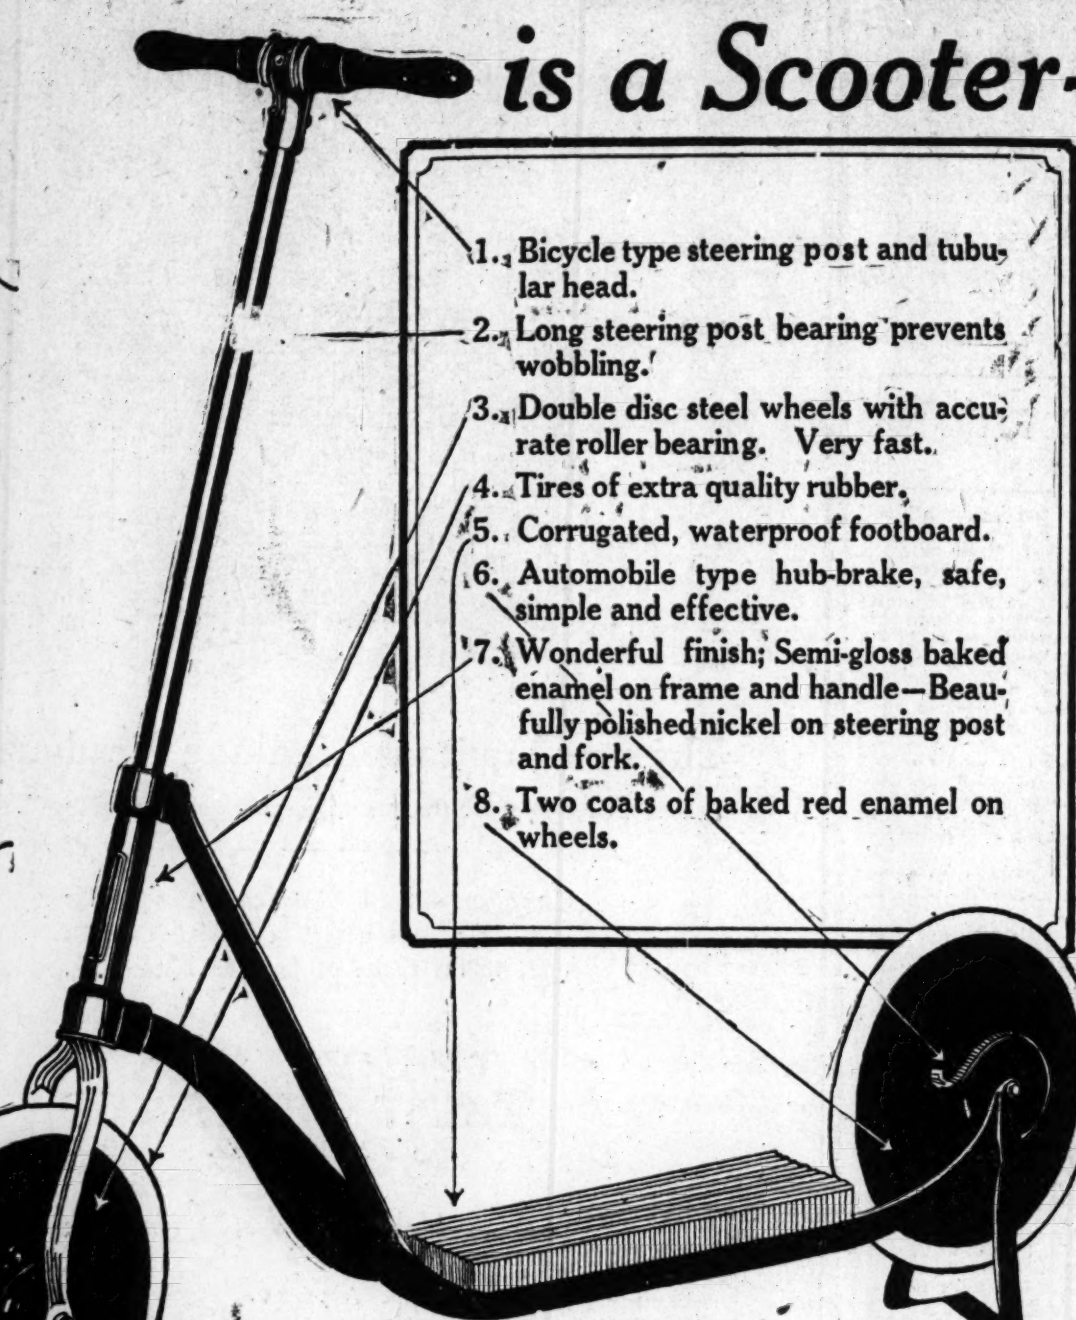 is a Scooter-
1. Bicycle type steering post and tubu-
lar head.
2. Long steering post bearing prevents
wobbling.
3. Double disc steel wheels with accu-
rate roller bearing. Very fast.
4. Tires of extra quality rubber.
5. Corrugated, waterproof footboard.
6. Automobile type hub-brake, safe,
simple and effective.
7. Wonderful finish; Semi-gloss baked
enamel on frame and handle—Beau-
fully polished nickel on steering post
and fork.
8. Two coats of baked red enamel on
wheels.